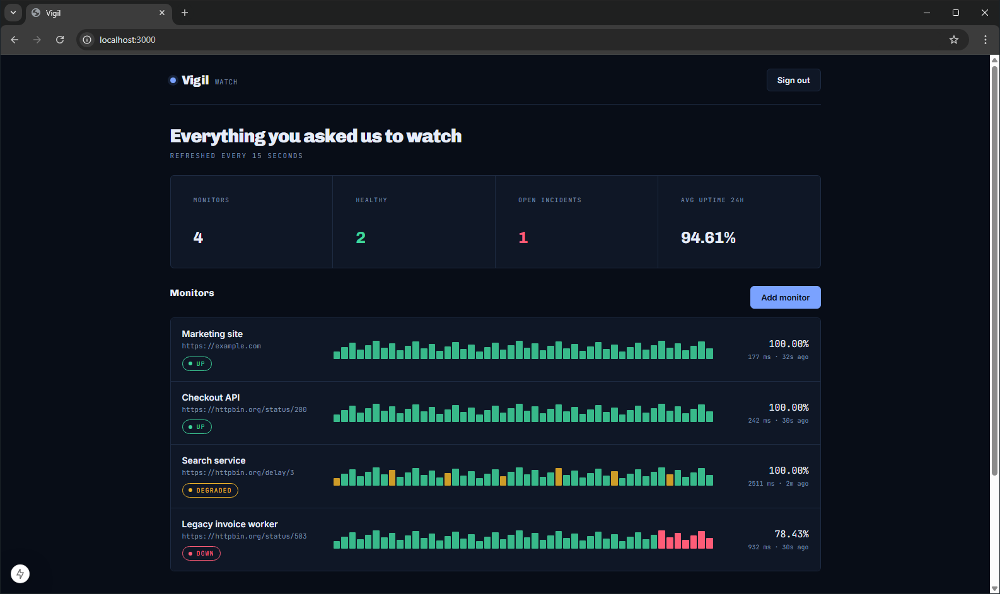 Vigil
localhost:3000
Vigil WATCH
Sign out
Everything you asked us to watch
REFRESHED EVERY 15 SECONDS
MONITORS
4
HEALTHY
2
OPEN INCIDENTS
1
AVG UPTIME 24H
94.61%
Monitors
Add monitor
Marketing site
https://example.com
UP
100.00%
177 ms · 32s ago
Checkout API
https://httpbin.org/status/200
UP
100.00%
242 ms · 30s ago
Search service
https://httpbin.org/delay/3
DEGRADED
100.00%
2511 ms · 2m ago
Legacy invoice worker
https://httpbin.org/status/503
DOWN
78.43%
932 ms · 30s ago